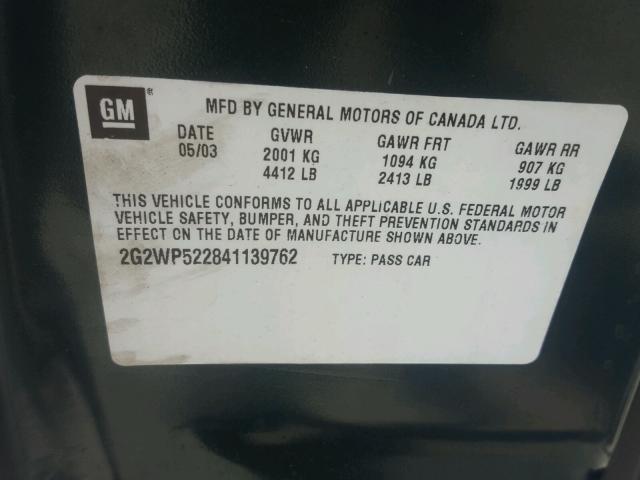 GM ®
MFD BY GENERAL MOTORS OF CANADA LTD.
DATE GVWR GAWR FRT GAWR RR
05/03 2001 KG 1094 KG 907 KG
4412 LB 2413 LB 1999 LB
THIS VEHICLE CONFORMS TO ALL APPLICABLE U.S. FEDERAL MOTOR
VEHICLE SAFETY, BUMPER, AND THEFT PREVENTION STANDARDS IN
EFFECT ON THE DATE OF MANUFACTURE SHOWN ABOVE.
2G2WP522841139762 TYPE: PASS CAR